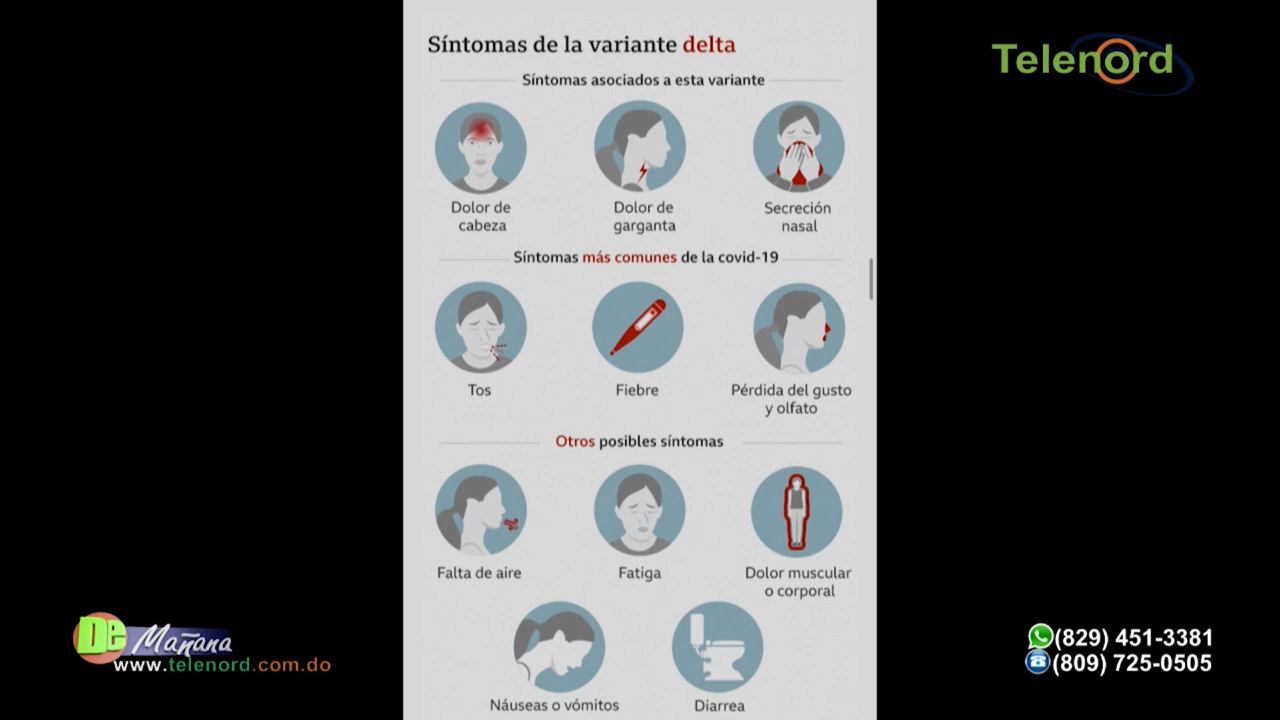 Síntomas de la variante delta
Telenord
Síntomas asociados a esta variante
Dolor de
cabeza
Dolor de
garganta
Secreción
nasal
Síntomas más comunes de la covid-19
Tos
Fiebre
Pérdida del gusto
y olfato
Otros posibles síntomas
Falta de aire
Fatiga
Dolor muscular
o corporal
Náuseas o vómitos
Diarrea
De Mañana
www.telenord.com.do
(829) 451-3381
(809) 725-0505